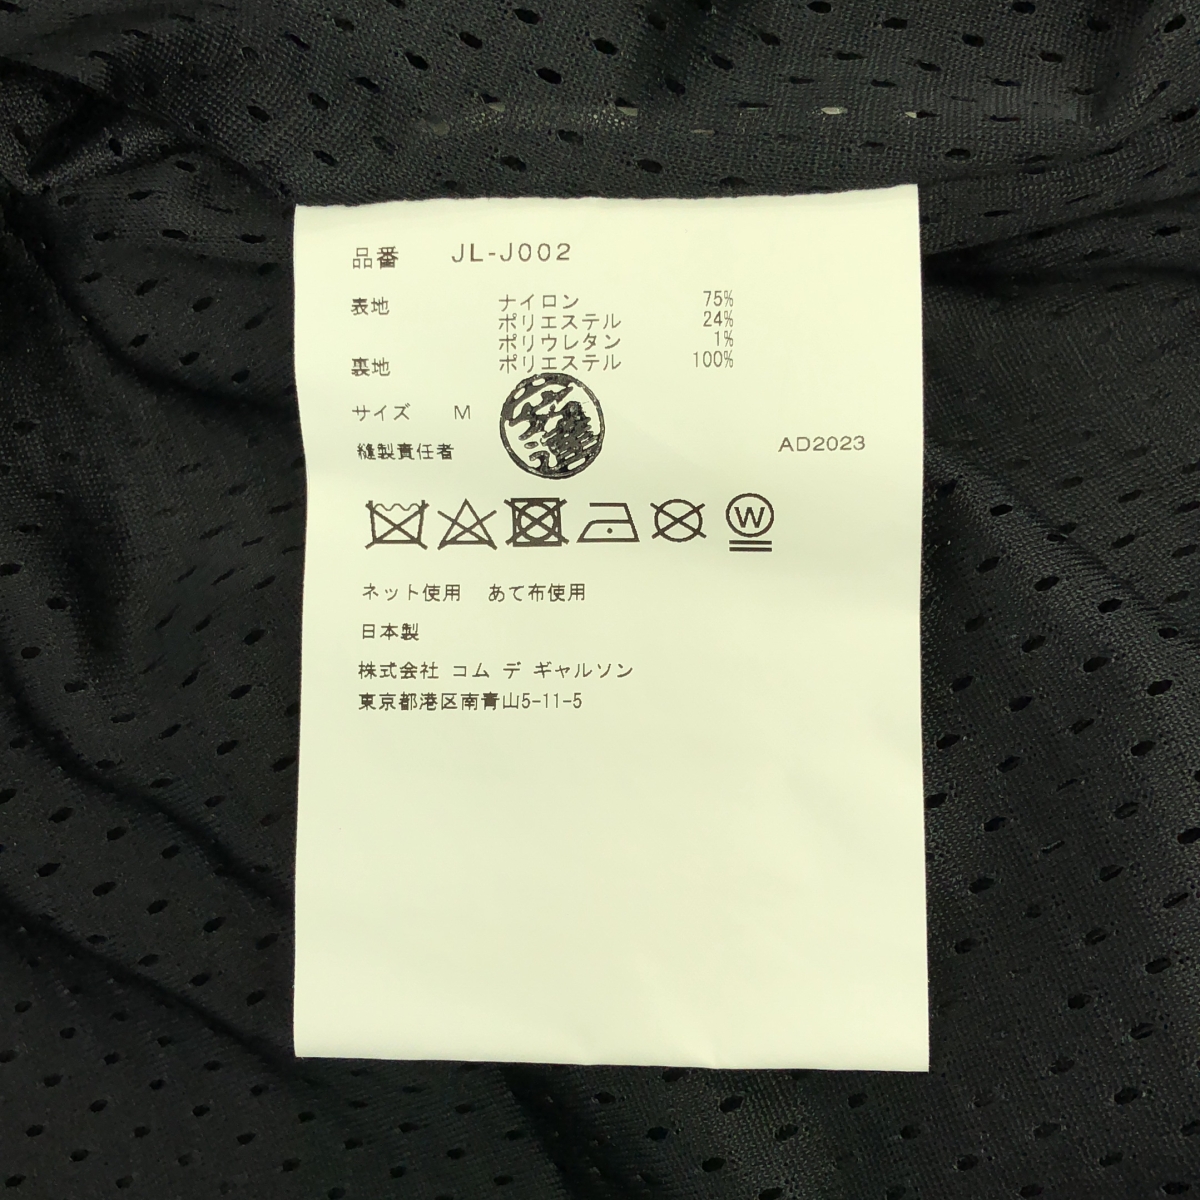 品番 JL-J002
表地 ナイロン 75%
ポリエステル 24%
ポリウレタン 1%
裏地 ポリエステル 100%
サイズ M
縫製責任者 AD2023
W
ネット使用 あて布使用
日本製
株式会社 コム デ ギャルソン
東京都港区南青山5-11-5